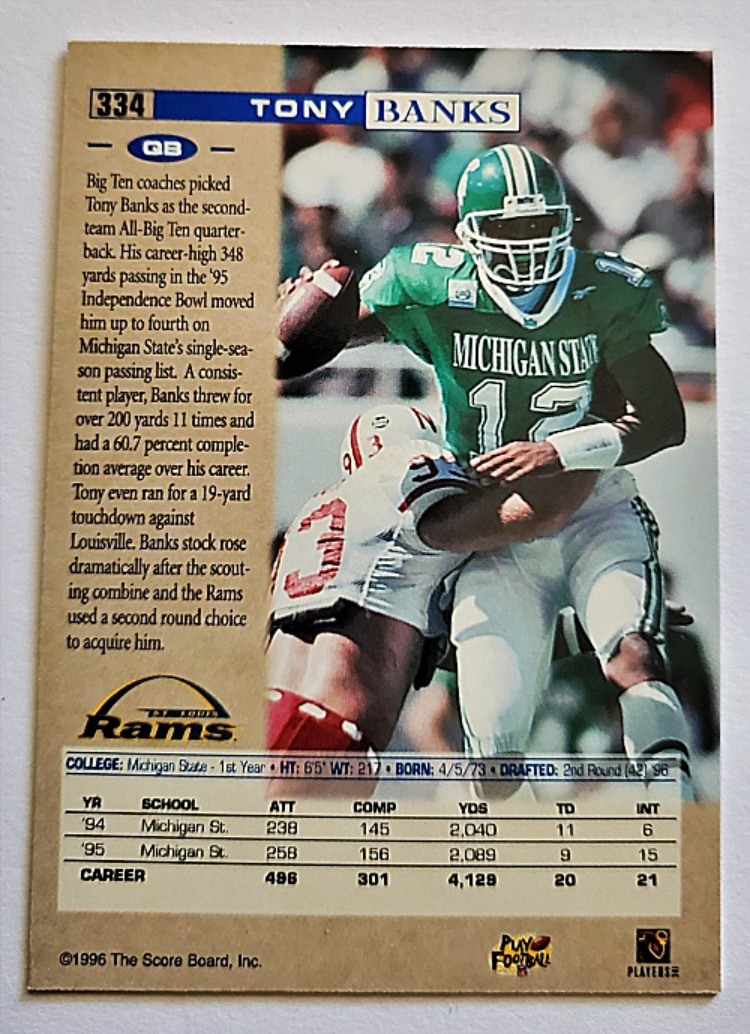 334 TONY BANKS
QB
Big Ten coaches picked
Tony Banks as the second-
team All-Big Ten quarter-
back. His career-high 348
yards passing in the '95
Independence Bowl moved
him up to fourth on
Michigan State's single-sea-
son passing list. A consis-
tent player, Banks threw for
over 200 yards 11 times and
had a 60.7 percent comple-
tion average over his career.
Tony even ran for a 19-yard
touchdown against
Louisville. Banks stock rose
dramatically after the scout-
ing combine and the Rams
used a second round choice
to acquire him.
12
12
MICHIGAN STATE
12
N
93
93
ST. LOUIS
Rams
COLLEGE: Michigan State - 1st Year • HT: 6'5" WT: 217 • BORN: 4/5/73 • DRAFTED: 2nd Round (42) '96
YR SCHOOL ATT COMP YDS TD INT
'94 Michigan St. 238 145 2,040 11 6
'95 Michigan St. 258 156 2,089 9 15
CAREER 496 301 4,129 20 21
©1996 The Score Board, Inc.
PLAY FOOTBALL
PLAYERS INC